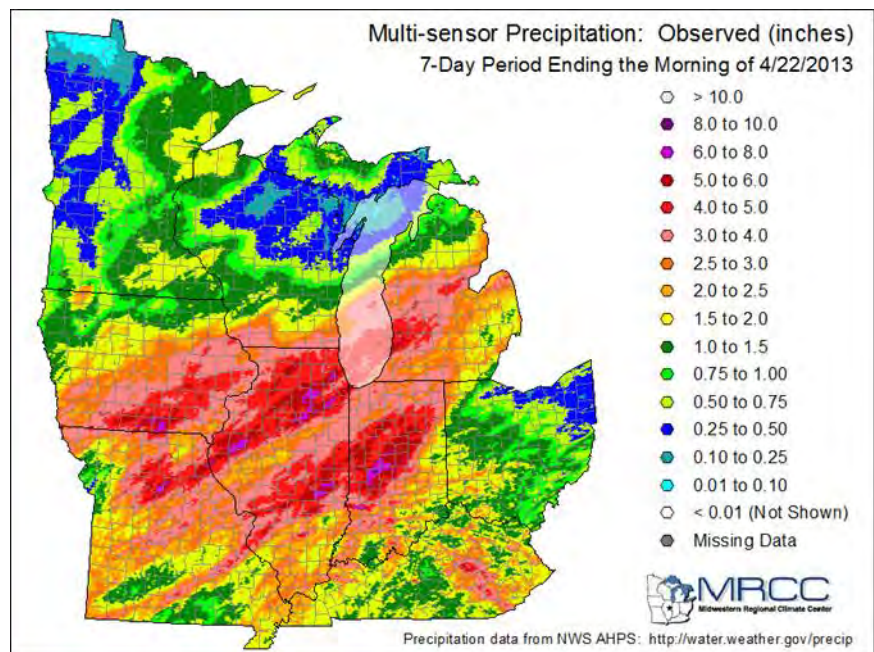 Multi-sensor Precipitation: Observed (inches)
7-Day Period Ending the Morning of 4/22/2013
> 10.0
8.0 to 10.0
6.0 to 8.0
5.0 to 6.0
4.0 to 5.0
3.0 to 4.0
2.5 to 3.0
2.0 to 2.5
1.5 to 2.0
1.0 to 1.5
0.75 to 1.00
0.50 to 0.75
0.25 to 0.50
0.10 to 0.25
0.01 to 0.10
< 0.01 (Not Shown)
Missing Data
MRCC
Midwestern Regional Climate Center
Precipitation data from NWS AHPS: http://water.weather.gov/precip